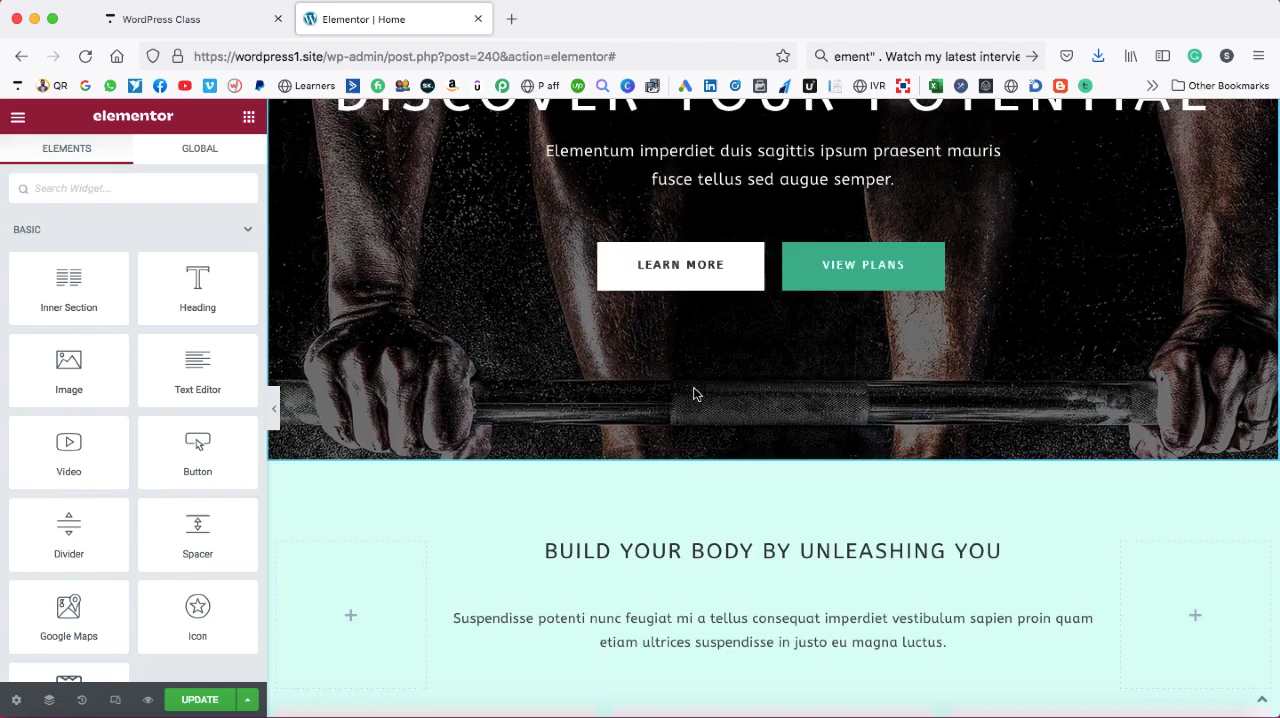 WordPress Class
Elementor | Home
https://wordpress1.site/wp-admin/post.php?post=240&action=elementor#
ement" . Watch my latest intervie
QR
Learners
P aff
IVR
Other Bookmarks
elementor
ELEMENTS
GLOBAL
Search Widget...
BASIC
Inner Section
Heading
Image
Text Editor
Video
Button
Divider
Spacer
Google Maps
Icon
UPDATE
DISCOVER YOUR POTENTIAL
Elementum imperdiet duis sagittis ipsum praesent mauris
fusce tellus sed augue semper.
LEARN MORE
VIEW PLANS
BUILD YOUR BODY BY UNLEASHING YOU
Suspendisse potenti nunc feugiat mi a tellus consequat imperdiet vestibulum sapien proin quam
etiam ultrices suspendisse in justo eu magna luctus.